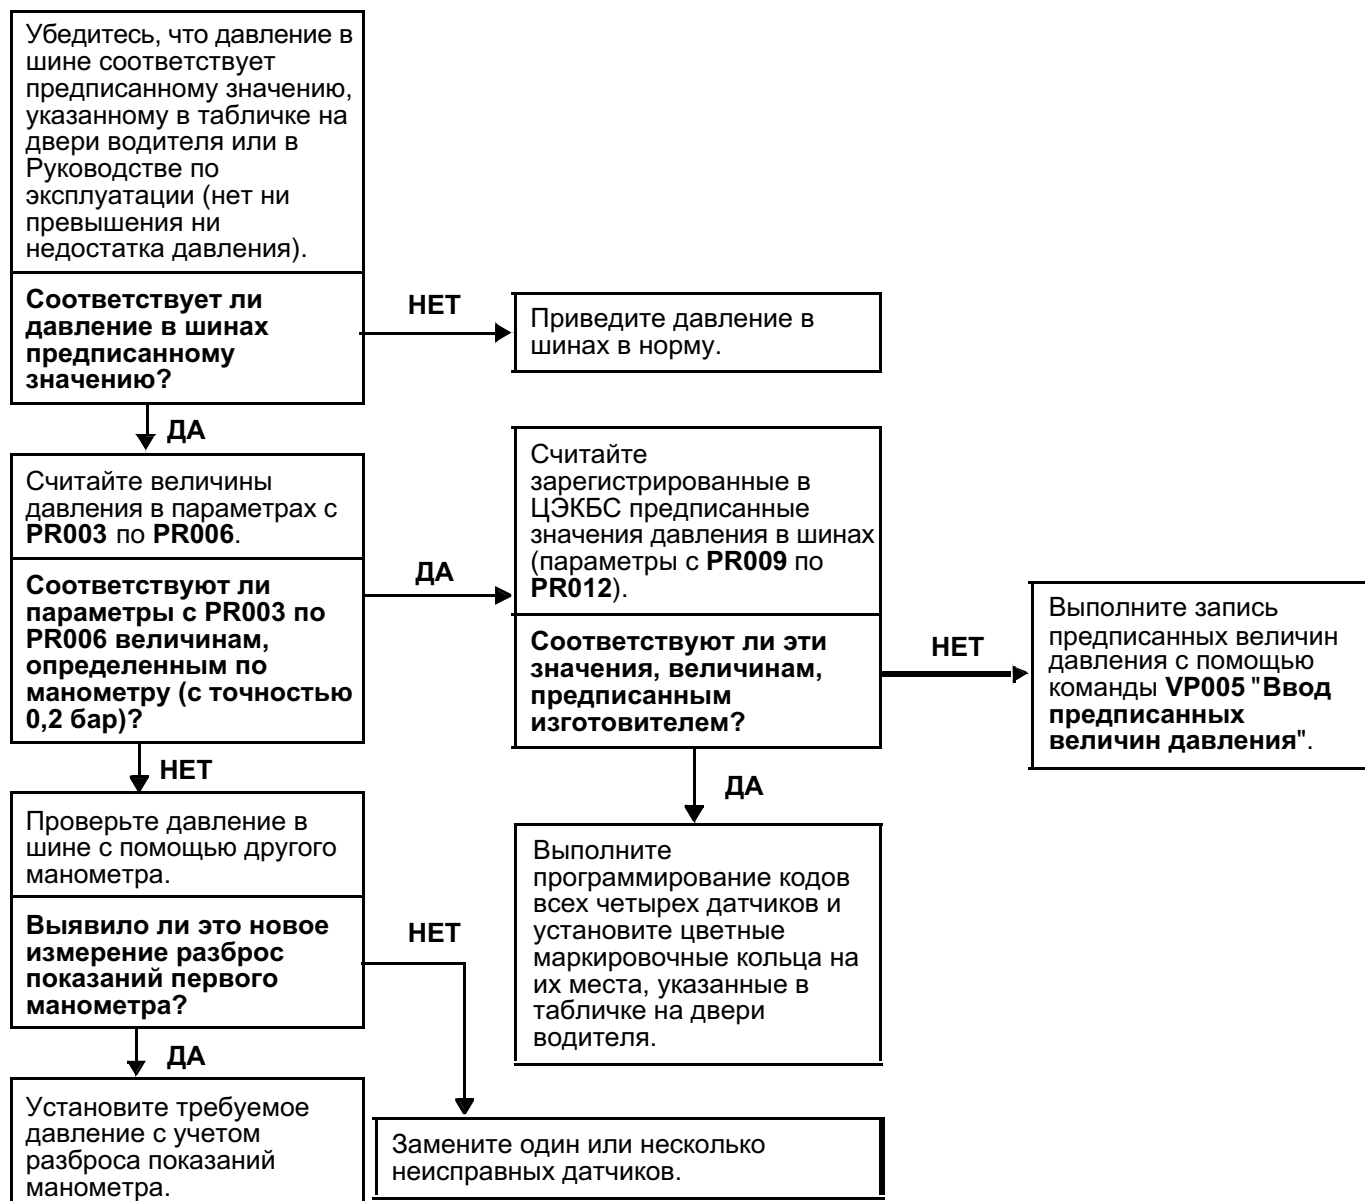 Убедитесь, что давление в
шине соответствует
предписанному значению,
указанному в табличке на
двери водителя или в
Руководстве по
эксплуатации (нет ни
превышения ни
недостатка давления).
Соответствует ли
давление в шинах
предписанному
значению?
НЕТ
Приведите давление в
шинах в норму.
ДА
Считайте величины
давления в параметрах с
PR003 по PR006.
Соответствуют ли
параметры с PR003 по
PR006 величинам,
определенным по
манометру (с точностью
0,2 бар)?
ДА
Считайте
зарегистрированные в
ЦЭКБС предписанные
значения давления в шинах
(параметры с PR009 по
PR012).
Соответствуют ли эти
значения, величинам,
предписанным
изготовителем?
НЕТ
Выполните запись
предписанных величин
давления с помощью
команды VP005 "Ввод
предписанных
величин давления".
НЕТ
ДА
Проверьте давление в
шине с помощью другого
манометра.
Выявило ли это новое
измерение разброс
показаний первого
манометра?
НЕТ
Выполните
программирование кодов
всех четырех датчиков и
установите цветные
маркировочные кольца на
их места, указанные в
табличке на двери
водителя.
ДА
Установите требуемое
давление с учетом
разброса показаний
манометра.
Замените один или несколько
неисправных датчиков.